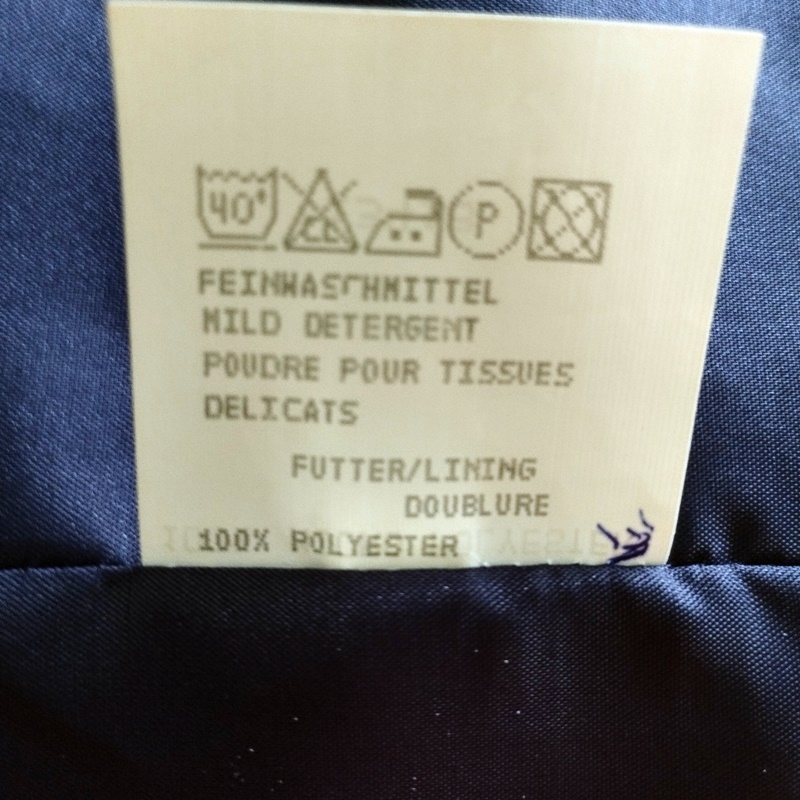 40° CL P
FEINWASCHMITTEL
MILD DETERGENT
POUDRE POUR TISSUES
DELICATS
FUTTER/LINING
DOUBLURE
100% POLYESTER